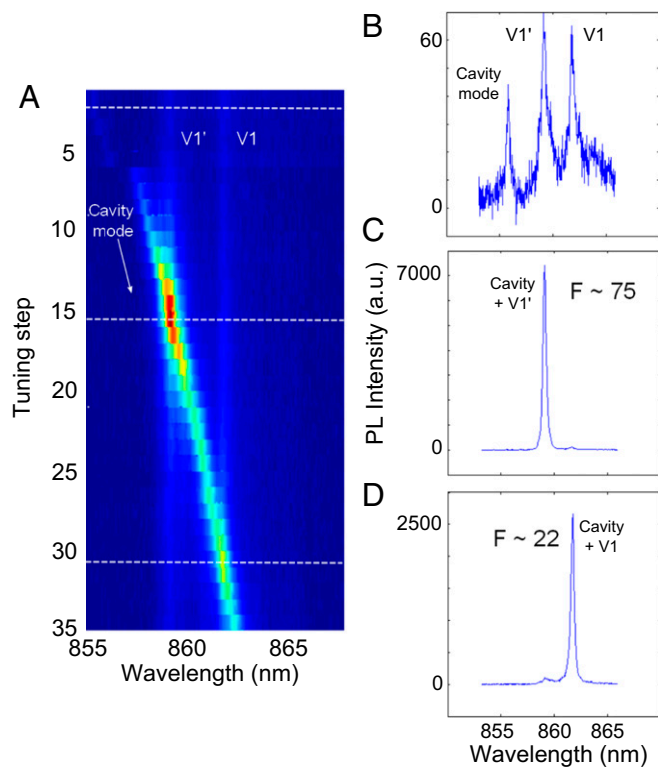 A
V1' V1
Cavity
mode
5
10
15
20
25
30
35
Tuning step
855 860 865
Wavelength (nm)
B
60
0
V1' V1
Cavity
mode
C
7000
0
Cavity
+ V1'
F ~ 75
PL Intensity (a.u.)
D
2500
0
F ~ 22
Cavity
+ V1
855 860 865
Wavelength (nm)